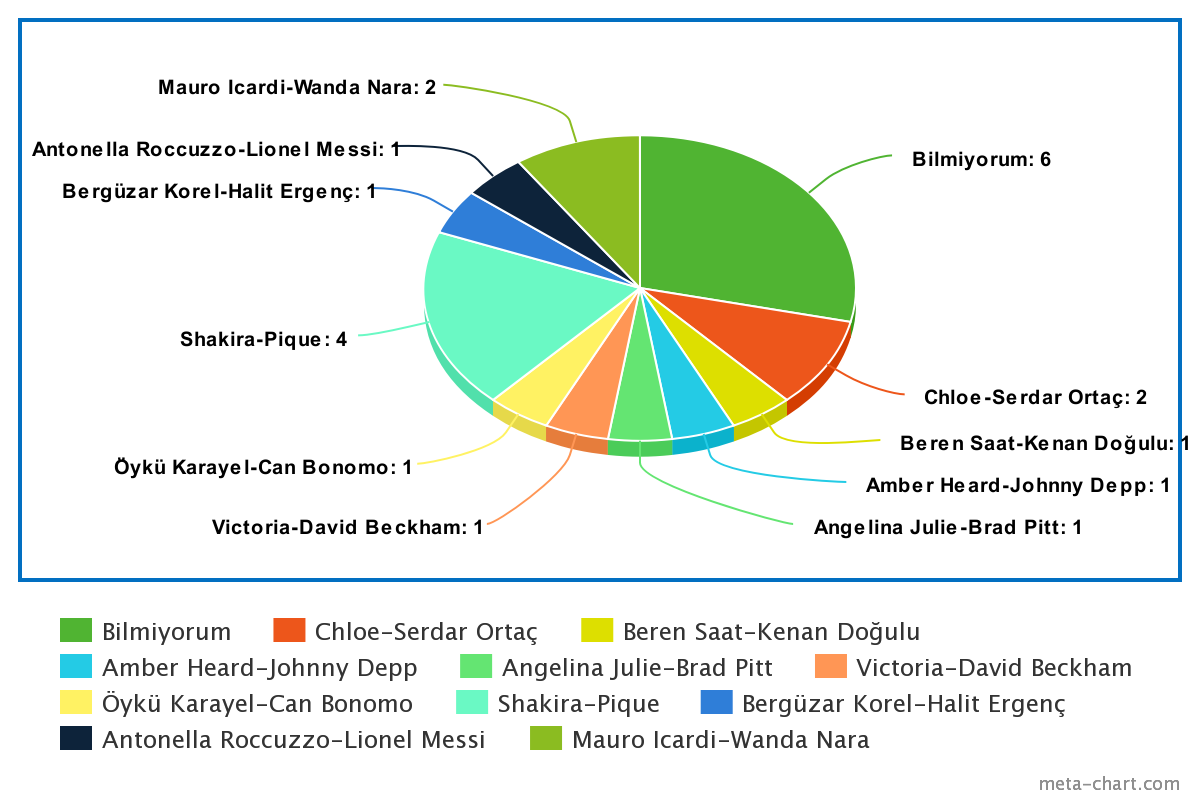 Mauro Icardi-Wanda Nara: 2
Antonella Roccuzzo-Lionel Messi: 1
Bilmiyorum: 6
Bergüzar Korel-Halit Ergenç: 1
Shakira-Pique: 4
Chloe-Serdar Ortaç: 2
Beren Saat-Kenan Doğulu: 1
Öykü Karayel-Can Bonomo: 1
Amber Heard-Johnny Depp: 1
Victoria-David Beckham: 1
Angelina Julie-Brad Pitt: 1
Bilmiyorum Chloe-Serdar Ortaç Beren Saat-Kenan Doğulu
Amber Heard-Johnny Depp Angelina Julie-Brad Pitt Victoria-David Beckham
Öykü Karayel-Can Bonomo Shakira-Pique Bergüzar Korel-Halit Ergenç
Antonella Roccuzzo-Lionel Messi Mauro Icardi-Wanda Nara
meta-chart.com